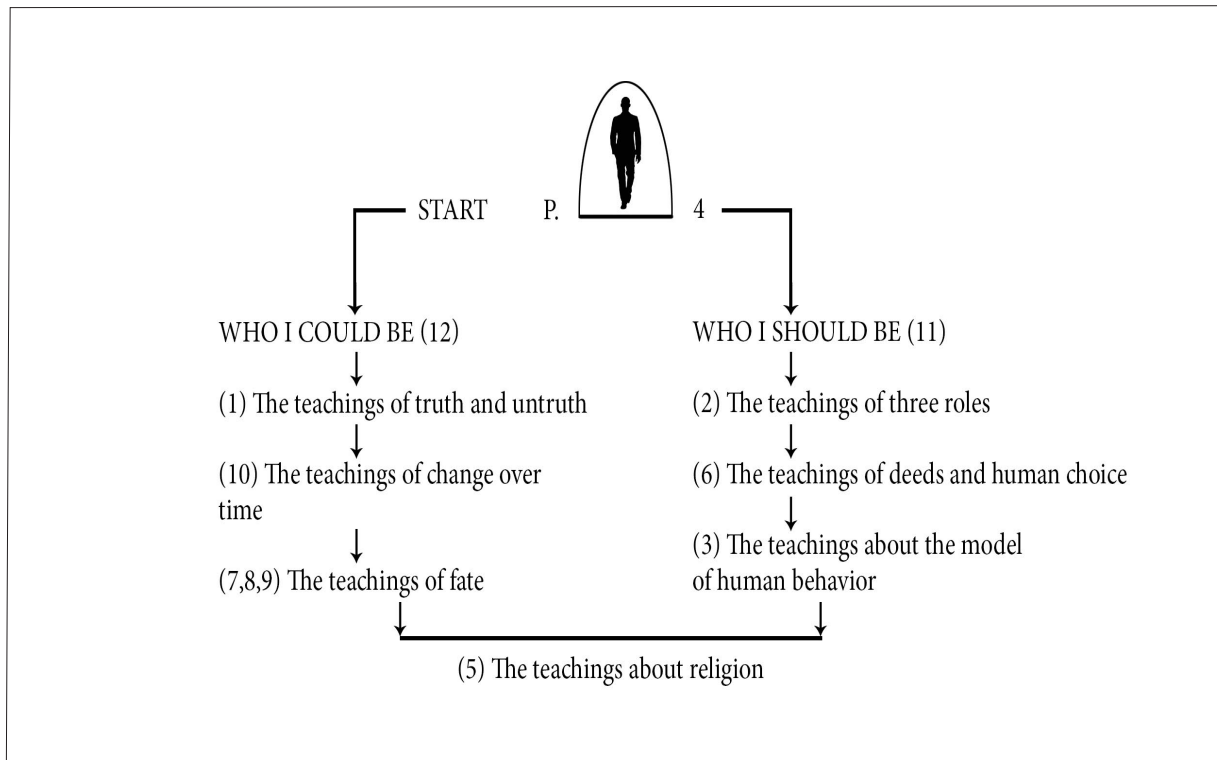 START P. 4
WHO I COULD BE (12)
(1) The teachings of truth and untruth
(10) The teachings of change over
time
(7,8,9) The teachings of fate
WHO I SHOULD BE (11)
(2) The teachings of three roles
(6) The teachings of deeds and human choice
(3) The teachings about the model
of human behavior
(5) The teachings about religion